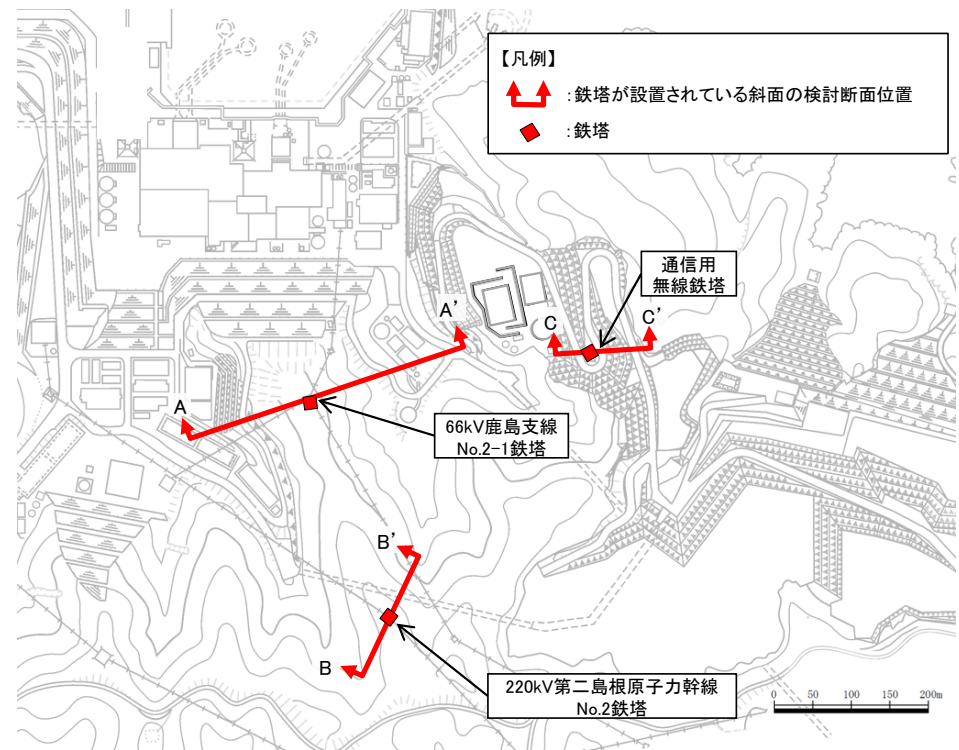 【凡例】
：鉄塔が設置されている斜面の検討断面位置
：鉄塔
通信用
無線鉄塔
A’
C
C’
A
66kV鹿島支線
No.2-1鉄塔
B’
B
220kV第二島根原子力幹線
No.2鉄塔
0 50 100 150 200m